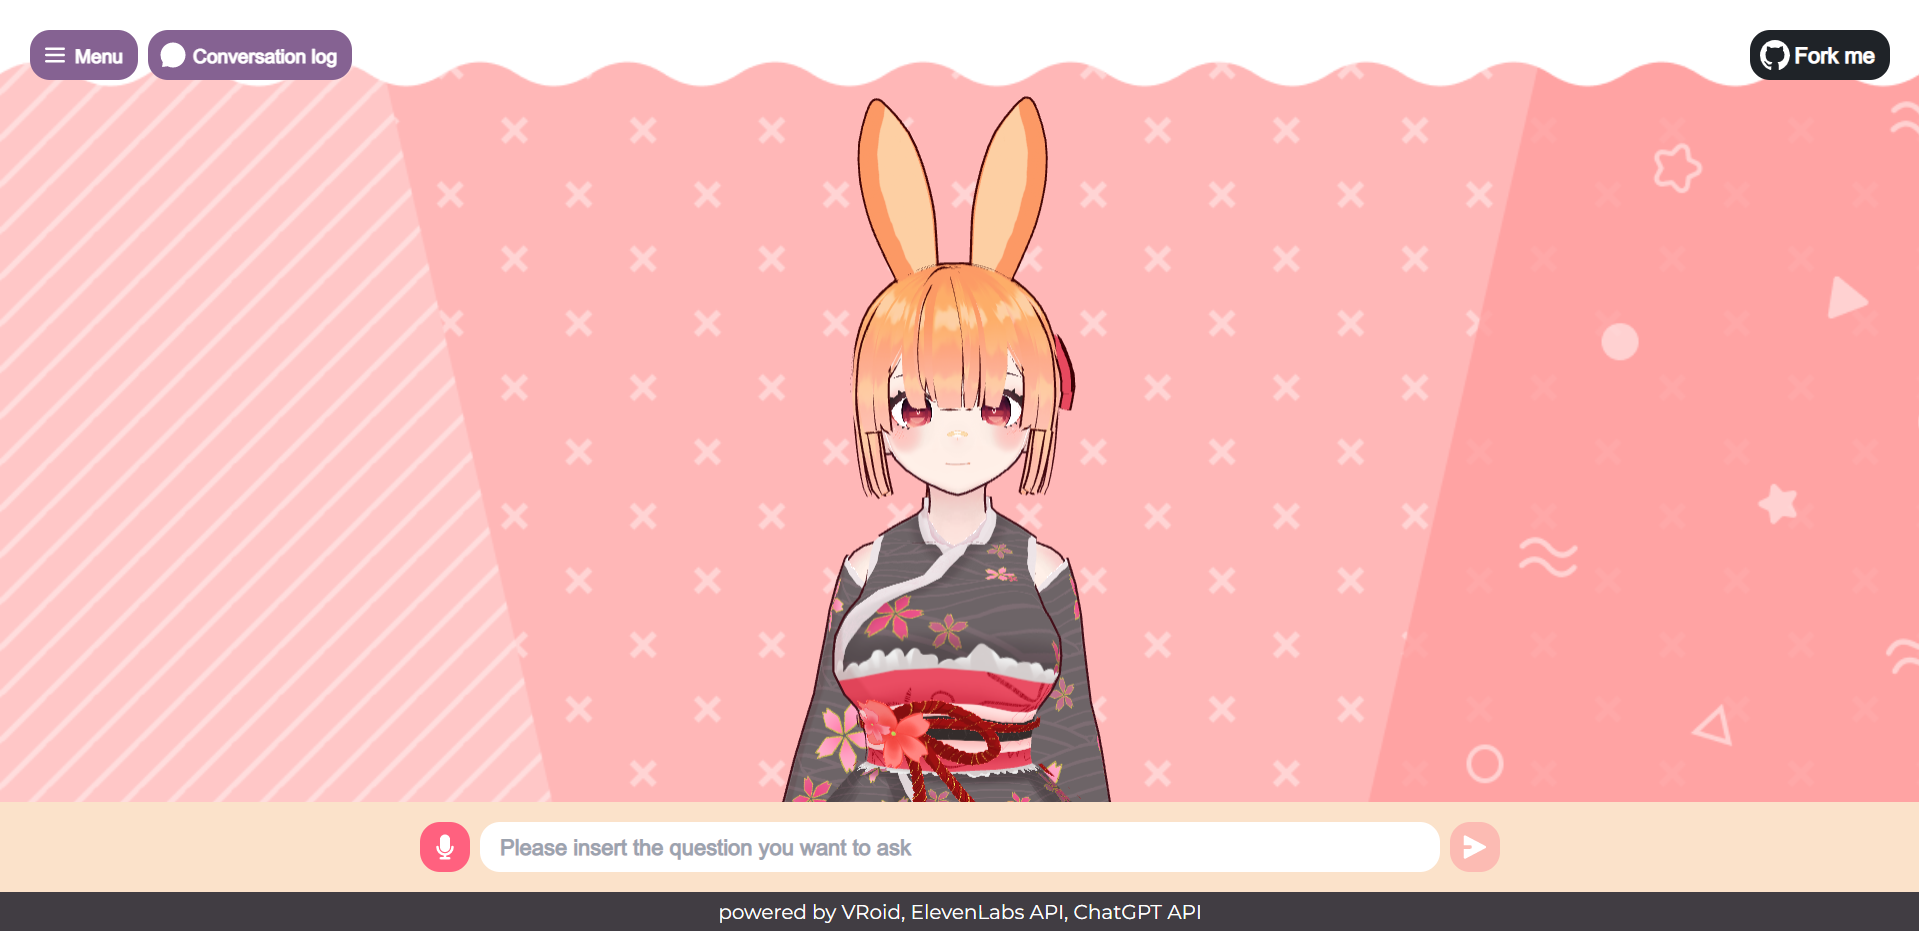 Menu
Conversation log
Fork me
Please insert the question you want to ask
powered by VRoid, ElevenLabs API, ChatGPT API